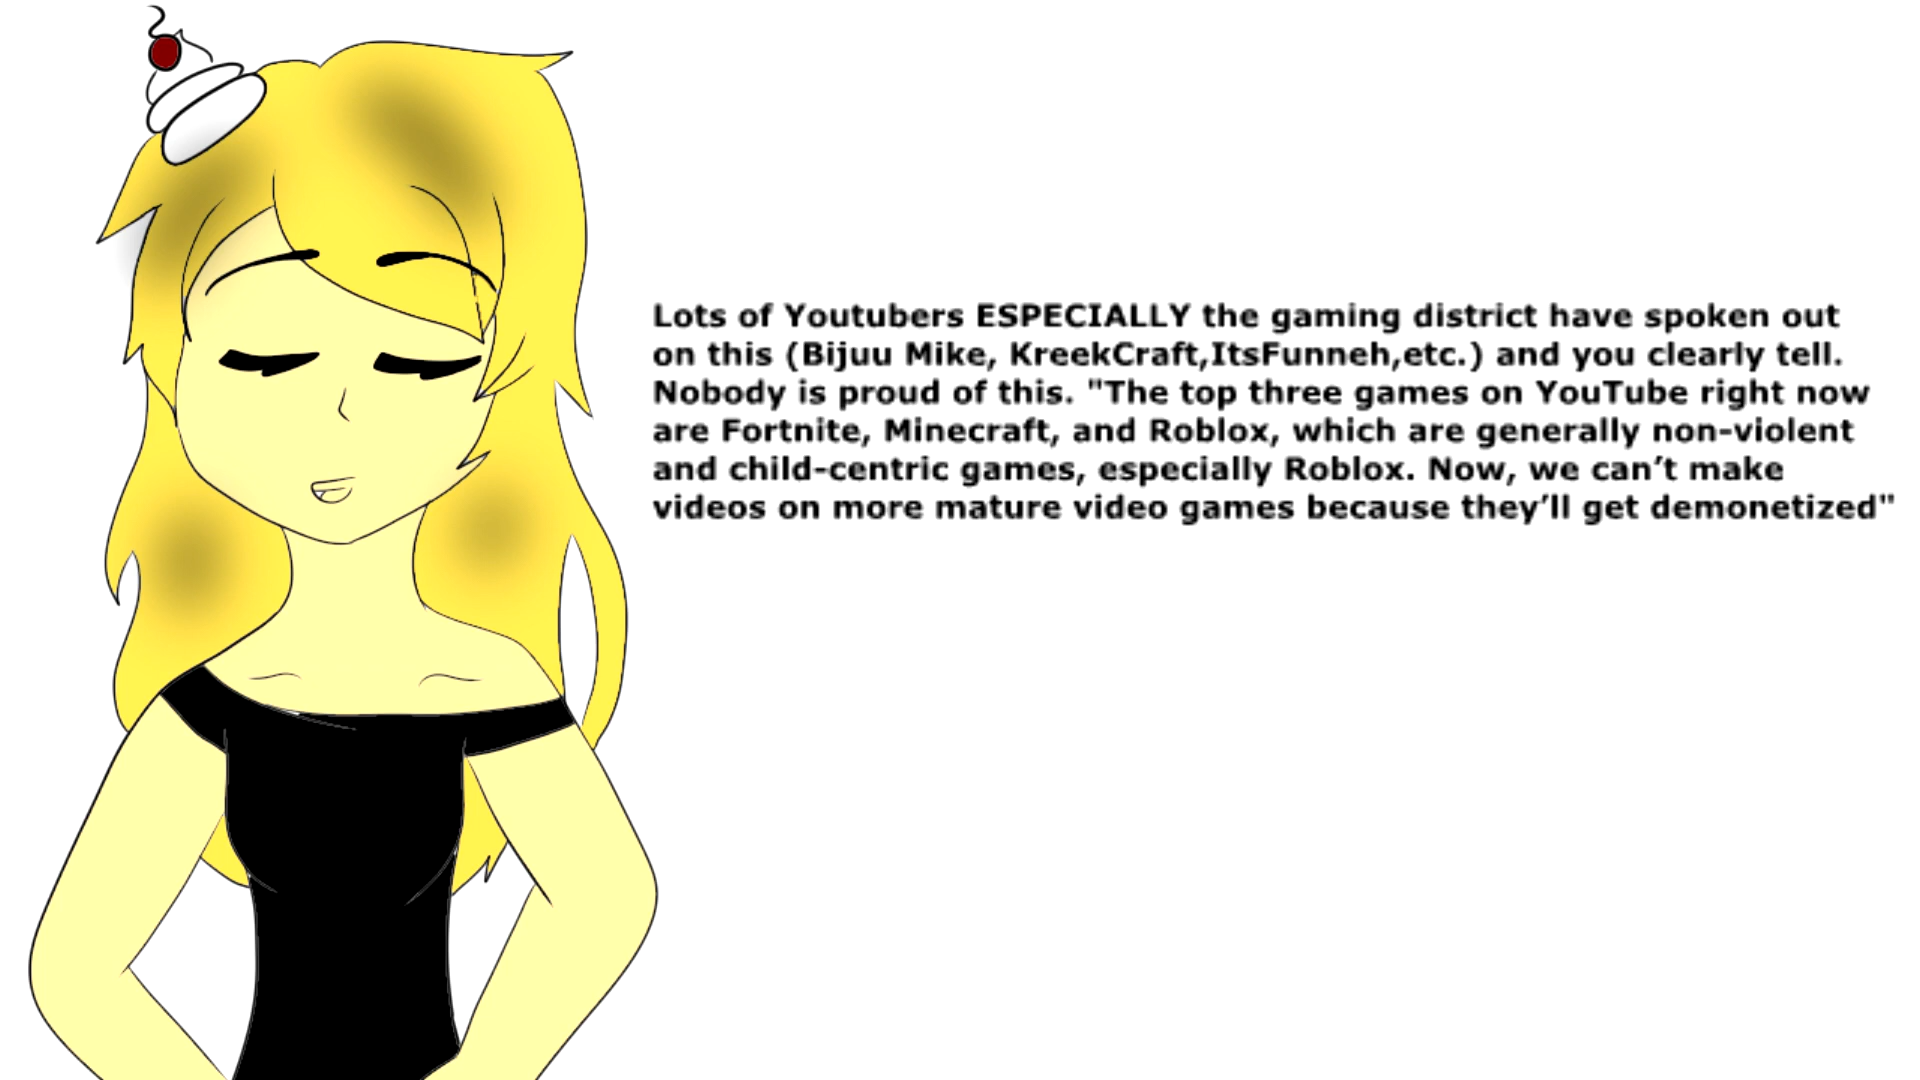 Lots of Youtubers ESPECIALLY the gaming district have spoken out
on this (Bijuu Mike, KreekCraft,ItsFunneh,etc.) and you clearly tell.
Nobody is proud of this. "The top three games on YouTube right now
are Fortnite, Minecraft, and Roblox, which are generally non-violent
and child-centric games, especially Roblox. Now, we can’t make
videos on more mature video games because they’ll get demonetized"